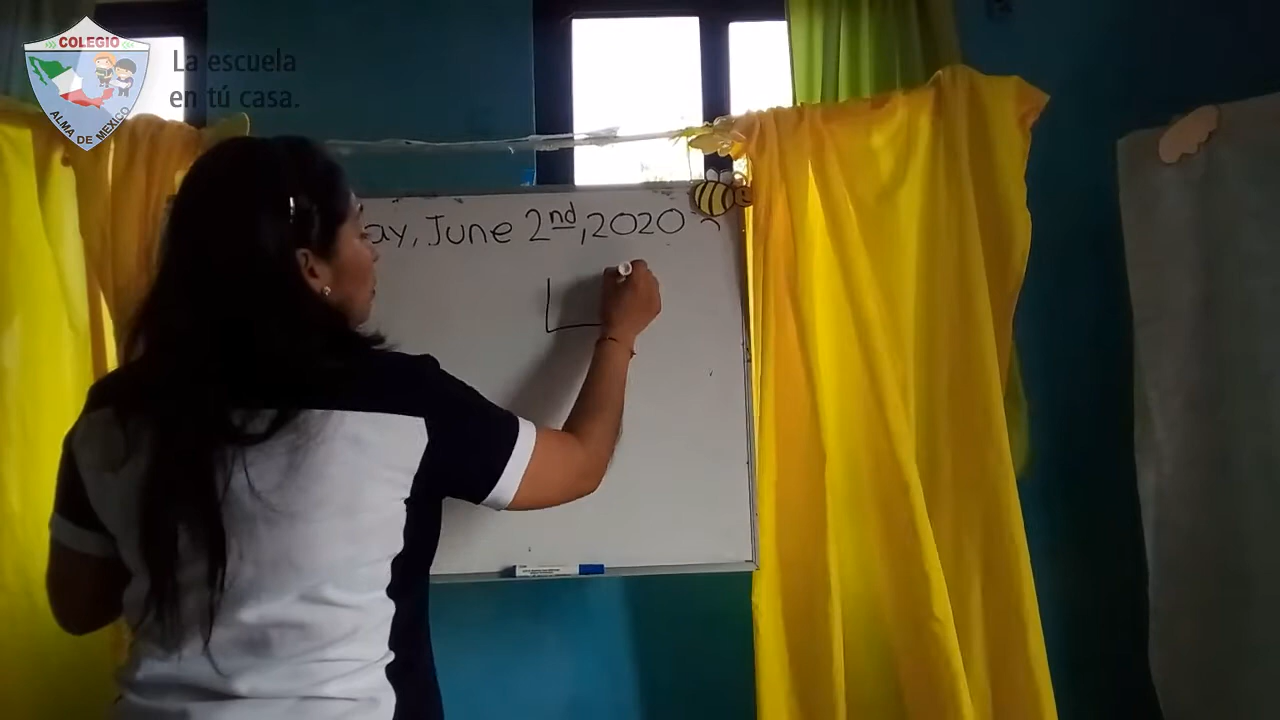 COLEGIO
ALMA DE MEXICO
La escuela
en tú casa.
ay, June 2nd, 2020